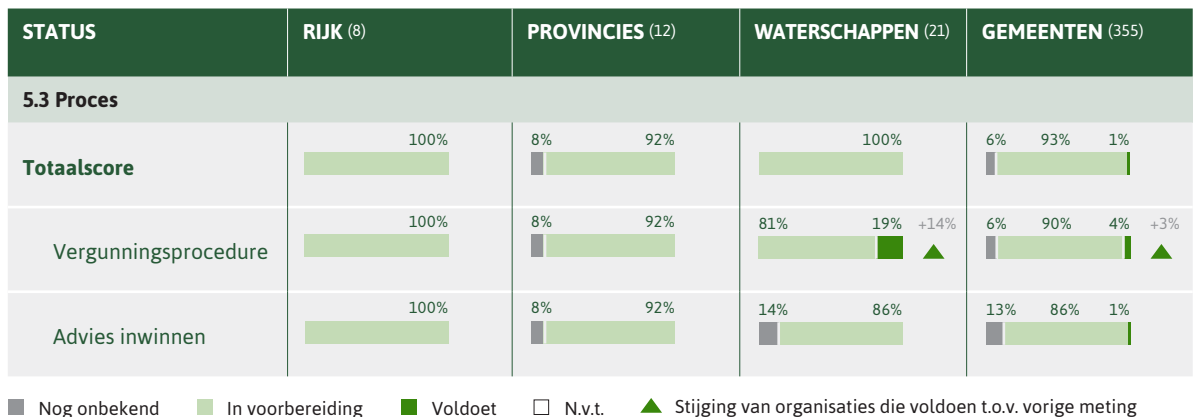 STATUS RIJK (8) PROVINCIES (12) WATERSCHAPPEN (21) GEMEENTEN (355)
5.3 Proces
Totaalscore 100% 8% 92% 100% 6% 93% 1%
Vergunningsprocedure 100% 8% 92% 81% 19% +14% 6% 90% 4% +3%
Advies inwinnen 100% 8% 92% 14% 86% 13% 86% 1%
Nog onbekend In voorbereiding Voldoet N.v.t. Stijging van organisaties die voldoen t.o.v. vorige meting